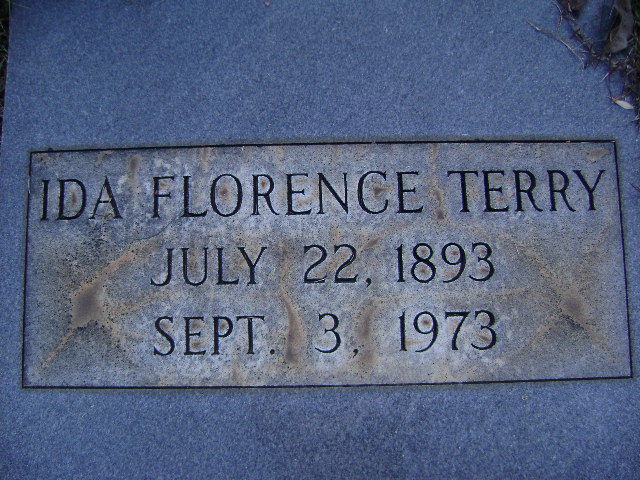 IDA FLORENCE TERRY
JULY 22, 1893
SEPT. 3, 1973